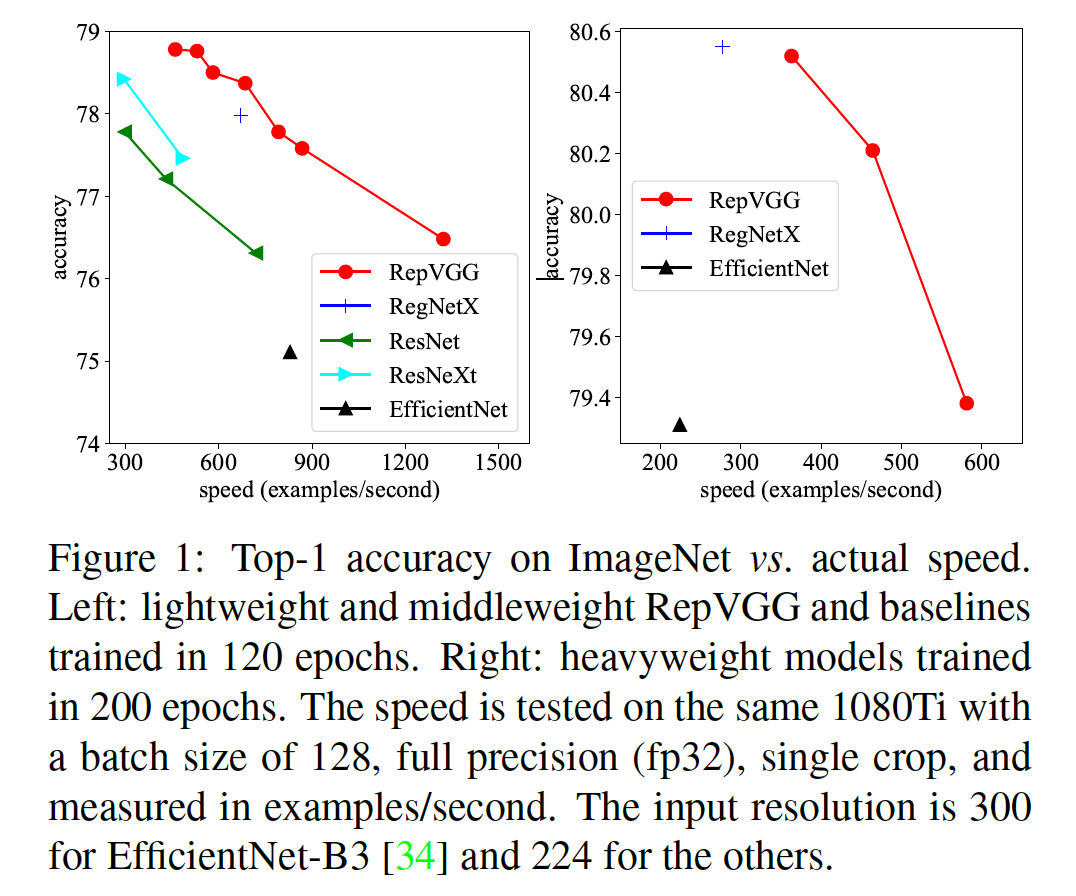 79
78
77
76
75
74
accuracy
300 600 900 1200 1500
speed (examples/second)
RepVGG
RegNetX
ResNet
ResNeXt
EfficientNet
80.6
80.4
80.2
80.0
79.8
79.6
79.4
accuracy
200 300 400 500 600
speed (examples/second)
RepVGG
RegNetX
EfficientNet
Figure 1: Top-1 accuracy on ImageNet vs. actual speed.
Left: lightweight and middleweight RepVGG and baselines
trained in 120 epochs. Right: heavyweight models trained
in 200 epochs. The speed is tested on the same 1080Ti with
a batch size of 128, full precision (fp32), single crop, and
measured in examples/second. The input resolution is 300
for EfficientNet-B3 [34] and 224 for the others.